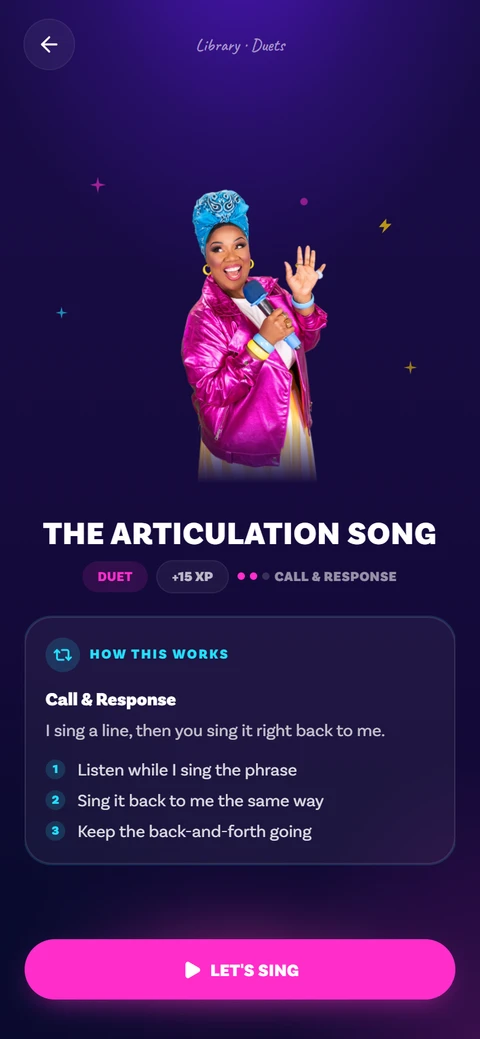 Library · Duets
THE ARTICULATION SONG
DUET
+15 XP
CALL & RESPONSE
HOW THIS WORKS
Call & Response
I sing a line, then you sing it right back to me.
1 Listen while I sing the phrase
2 Sing it back to me the same way
3 Keep the back-and-forth going
LET'S SING